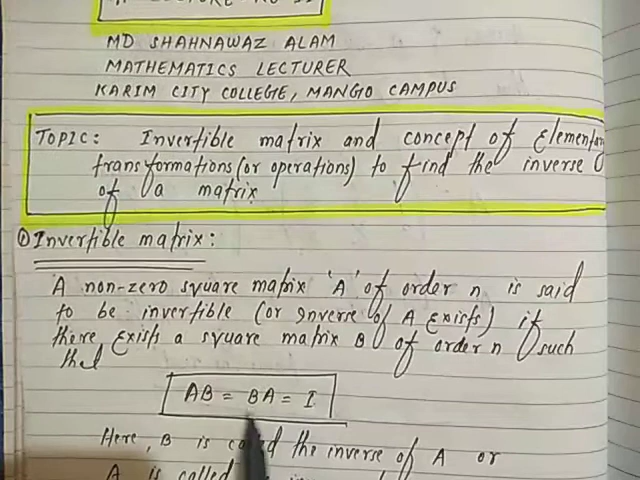 MD SHAHNAWAZ ALAM
MATHEMATICS LECTURER
KARIM CITY COLLEGE, MANGO CAMPUS
TOPIC: Invertible matrix and concept of Elementary
transformations (or operations) to find the inverse
of a matrix
① Invertible matrix:
A non-zero square matrix 'A' of order n is said
to be invertible (or Inverse of A Exists) if
there Exists a square matrix B of order n such
that
AB = BA = I
Here, B is called the inverse of A or
A is called